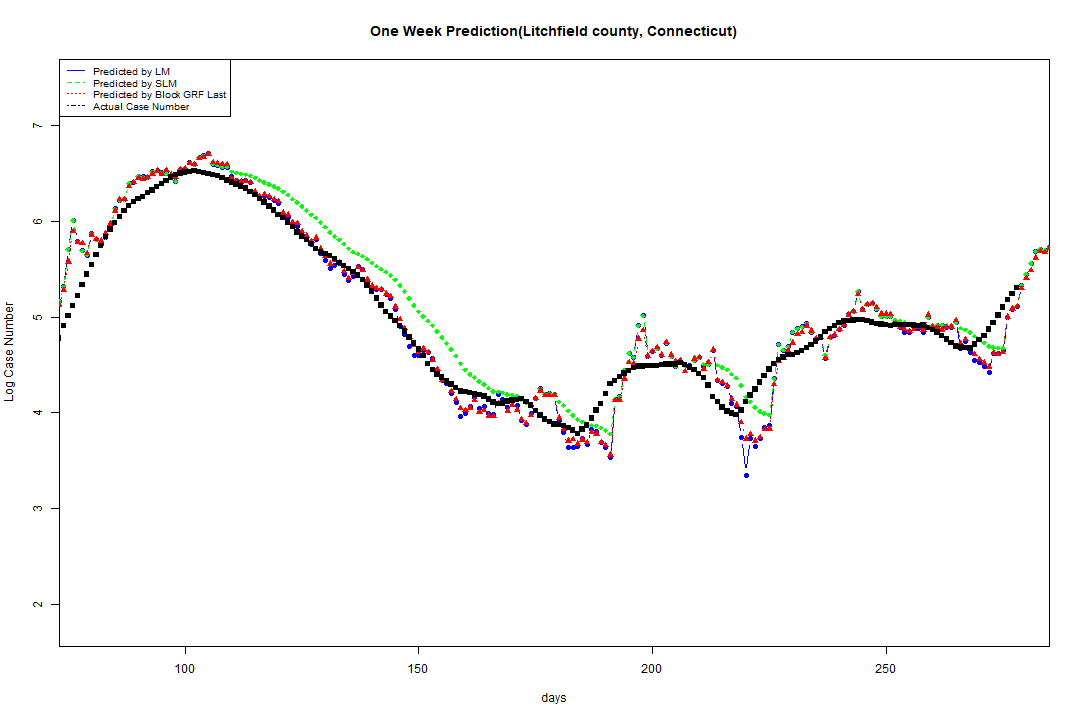 One Week Prediction(Litchfield county, Connecticut)
Predicted by LM
Predicted by SLM
Predicted by Block GRF Last
Actual Case Number
Log Case Number
7
6
5
4
3
2
100 150 200 250
days